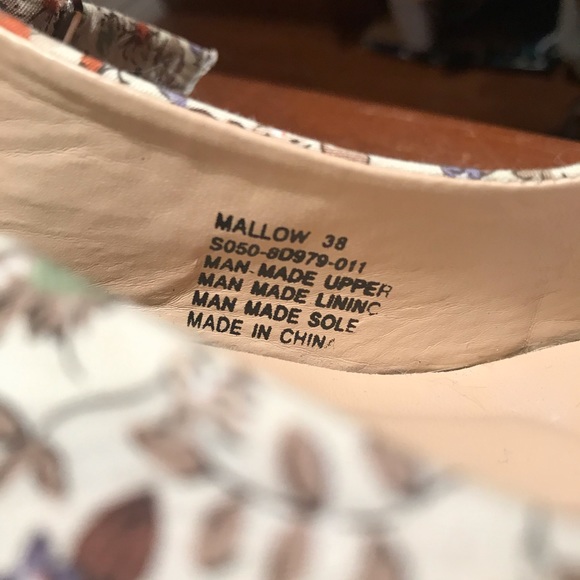 MALLOW 38
S050-8D979-011
MAN MADE UPPER
MAN MADE LINING
MAN MADE SOLE
MADE IN CHINA